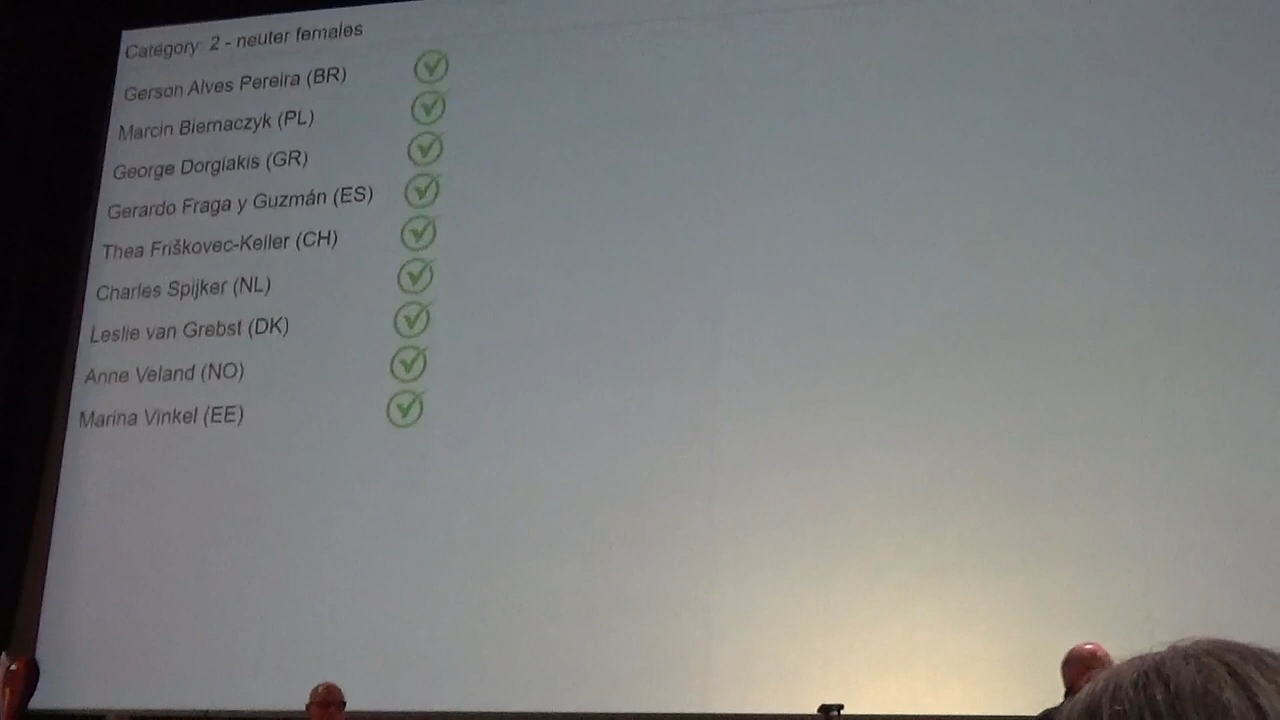 Category: 2 - neuter females
Gerson Alves Pereira (BR)
Marcin Biernaczyk (PL)
George Dorgiakis (GR)
Gerardo Fraga y Guzmán (ES)
Thea Friškovec-Keller (CH)
Charles Spijker (NL)
Leslie van Grebst (DK)
Anne Veland (NO)
Marina Vinkel (EE)